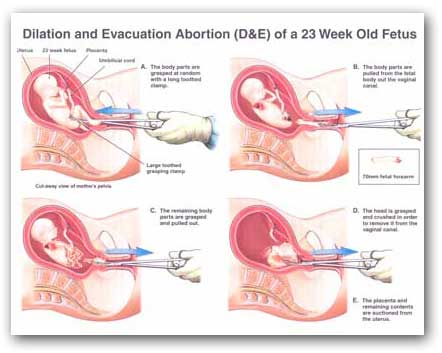 Dilation and Evacuation Abortion (D&E) of a 23 Week Old Fetus
Uterus 23 week fetus Placenta
Umbilical cord
A. The body parts are
grasped at random
with a long toothed
clamp.
Large toothed
grasping clamp
Cut-away view of mother's pelvis
B. The body parts are
pulled from the fetal
body out the vaginal
canal.
70mm fetal forearm
C. The remaining body
parts are grasped
and pulled out.
D. The head is grasped
and crushed in order
to remove it from the
vaginal canal.
E. The placenta and
remaining contents
are suctioned from
the uterus.